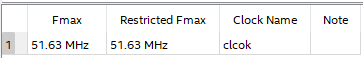 Fmax Restricted Fmax Clock Name Note
1 51.63 MHz 51.63 MHz clcok